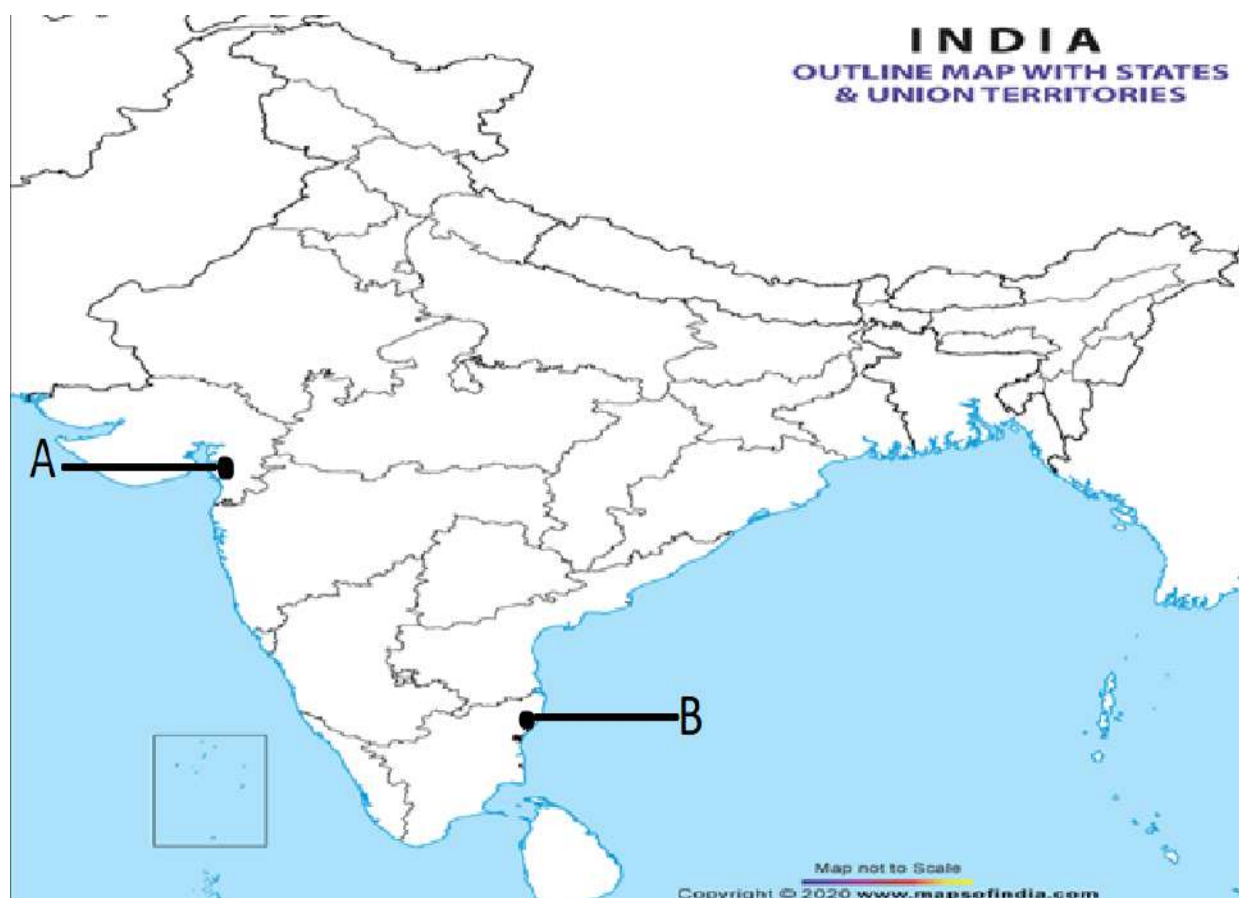 INDIA
OUTLINE MAP WITH STATES
& UNION TERRITORIES
A
B
Map not to Scale
Copyright © 2020 www.mapsofindia.com